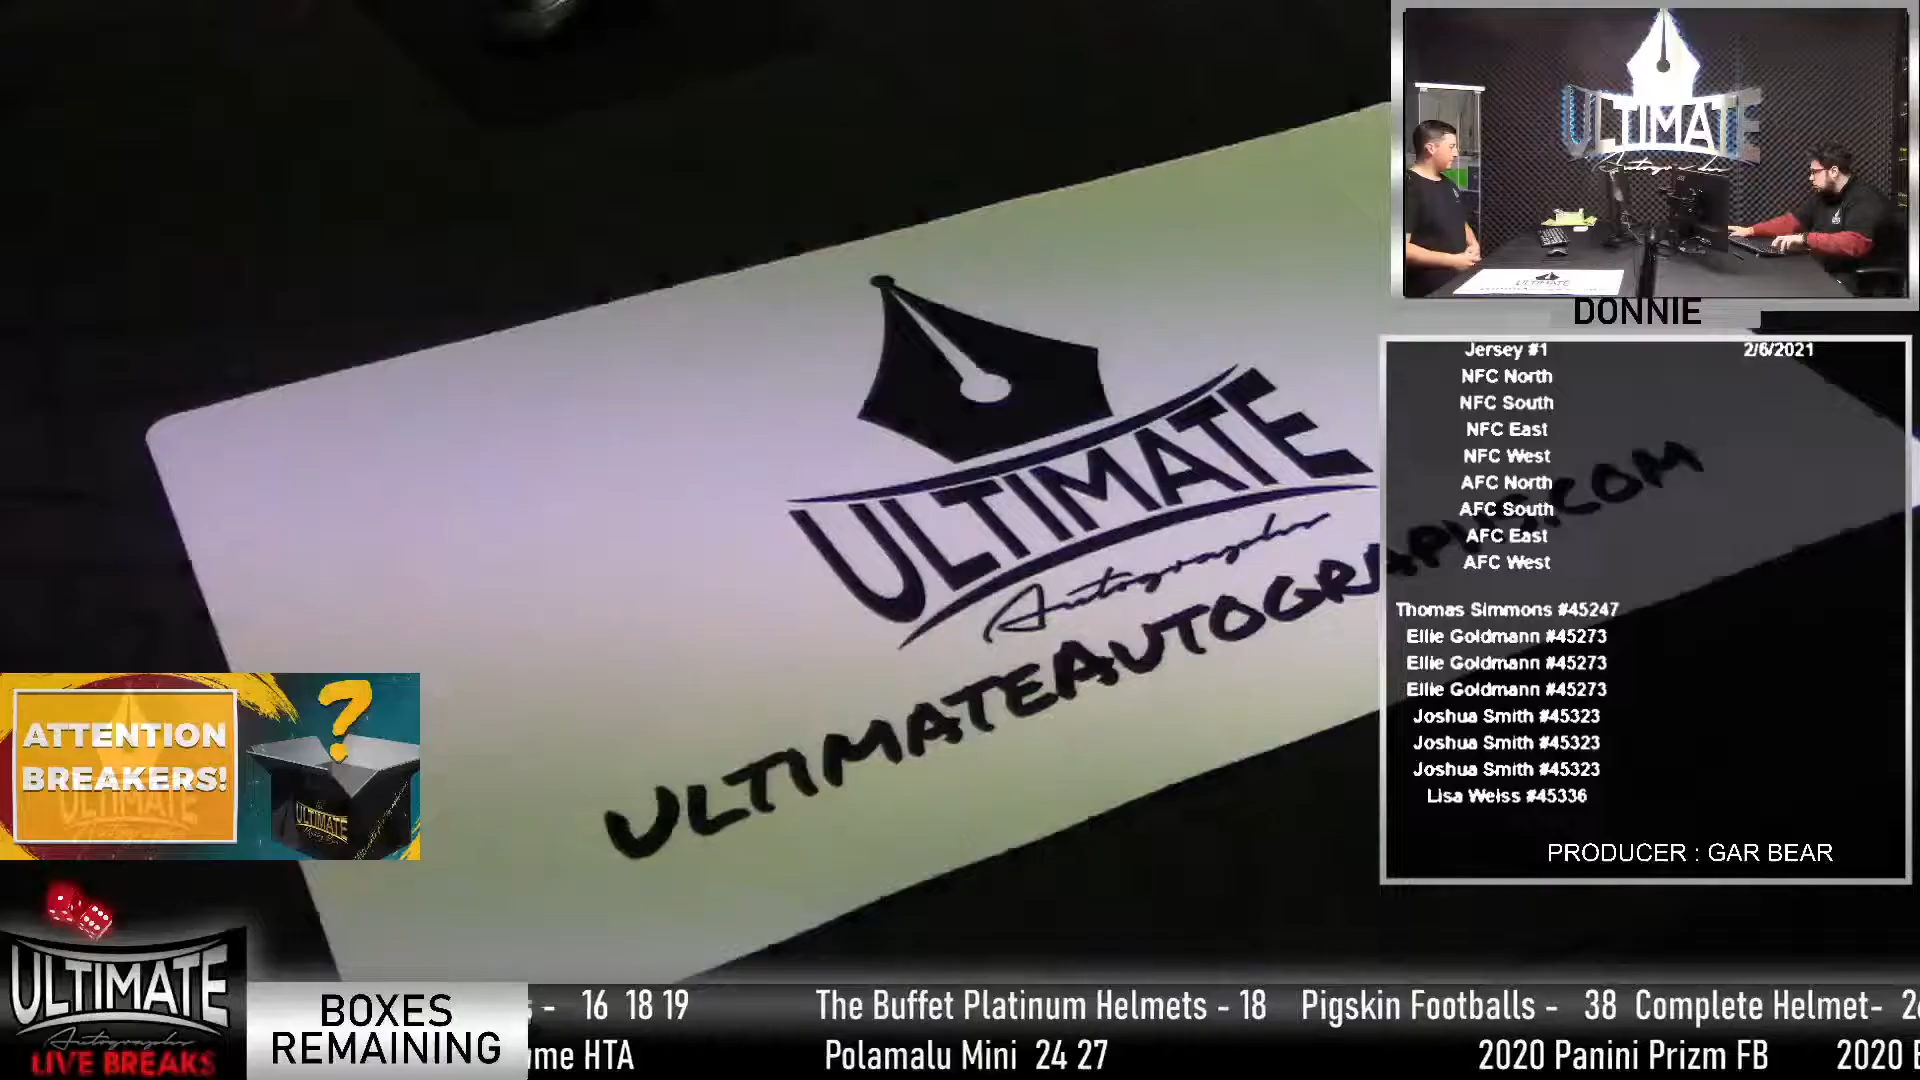 ULTIMATE
Autographs
DONNIE
Jersey #1 2/6/2021
NFC North
NFC South
NFC East
NFC West
AFC North
AFC South
AFC East
AFC West
Thomas Simmons #45247
Ellie Goldmann #45273
Ellie Goldmann #45273
Ellie Goldmann #45273
Joshua Smith #45323
Joshua Smith #45323
Joshua Smith #45323
Lisa Weiss #45336
PRODUCER : GAR BEAR
ULTIMATE
Autographs
ULTIMATEAUTOGRAPHS.COM
ATTENTION
BREAKERS!
ULTIMATE
ULTIMATE
ULTIMATE
Autographs
LIVE BREAKS
BOXES
REMAINING
- 16 18 19 The Buffet Platinum Helmets - 18 Pigskin Footballs - 38 Complete Helmet-
HTA Polamalu Mini 24 27 2020 Panini Prizm FB 2020